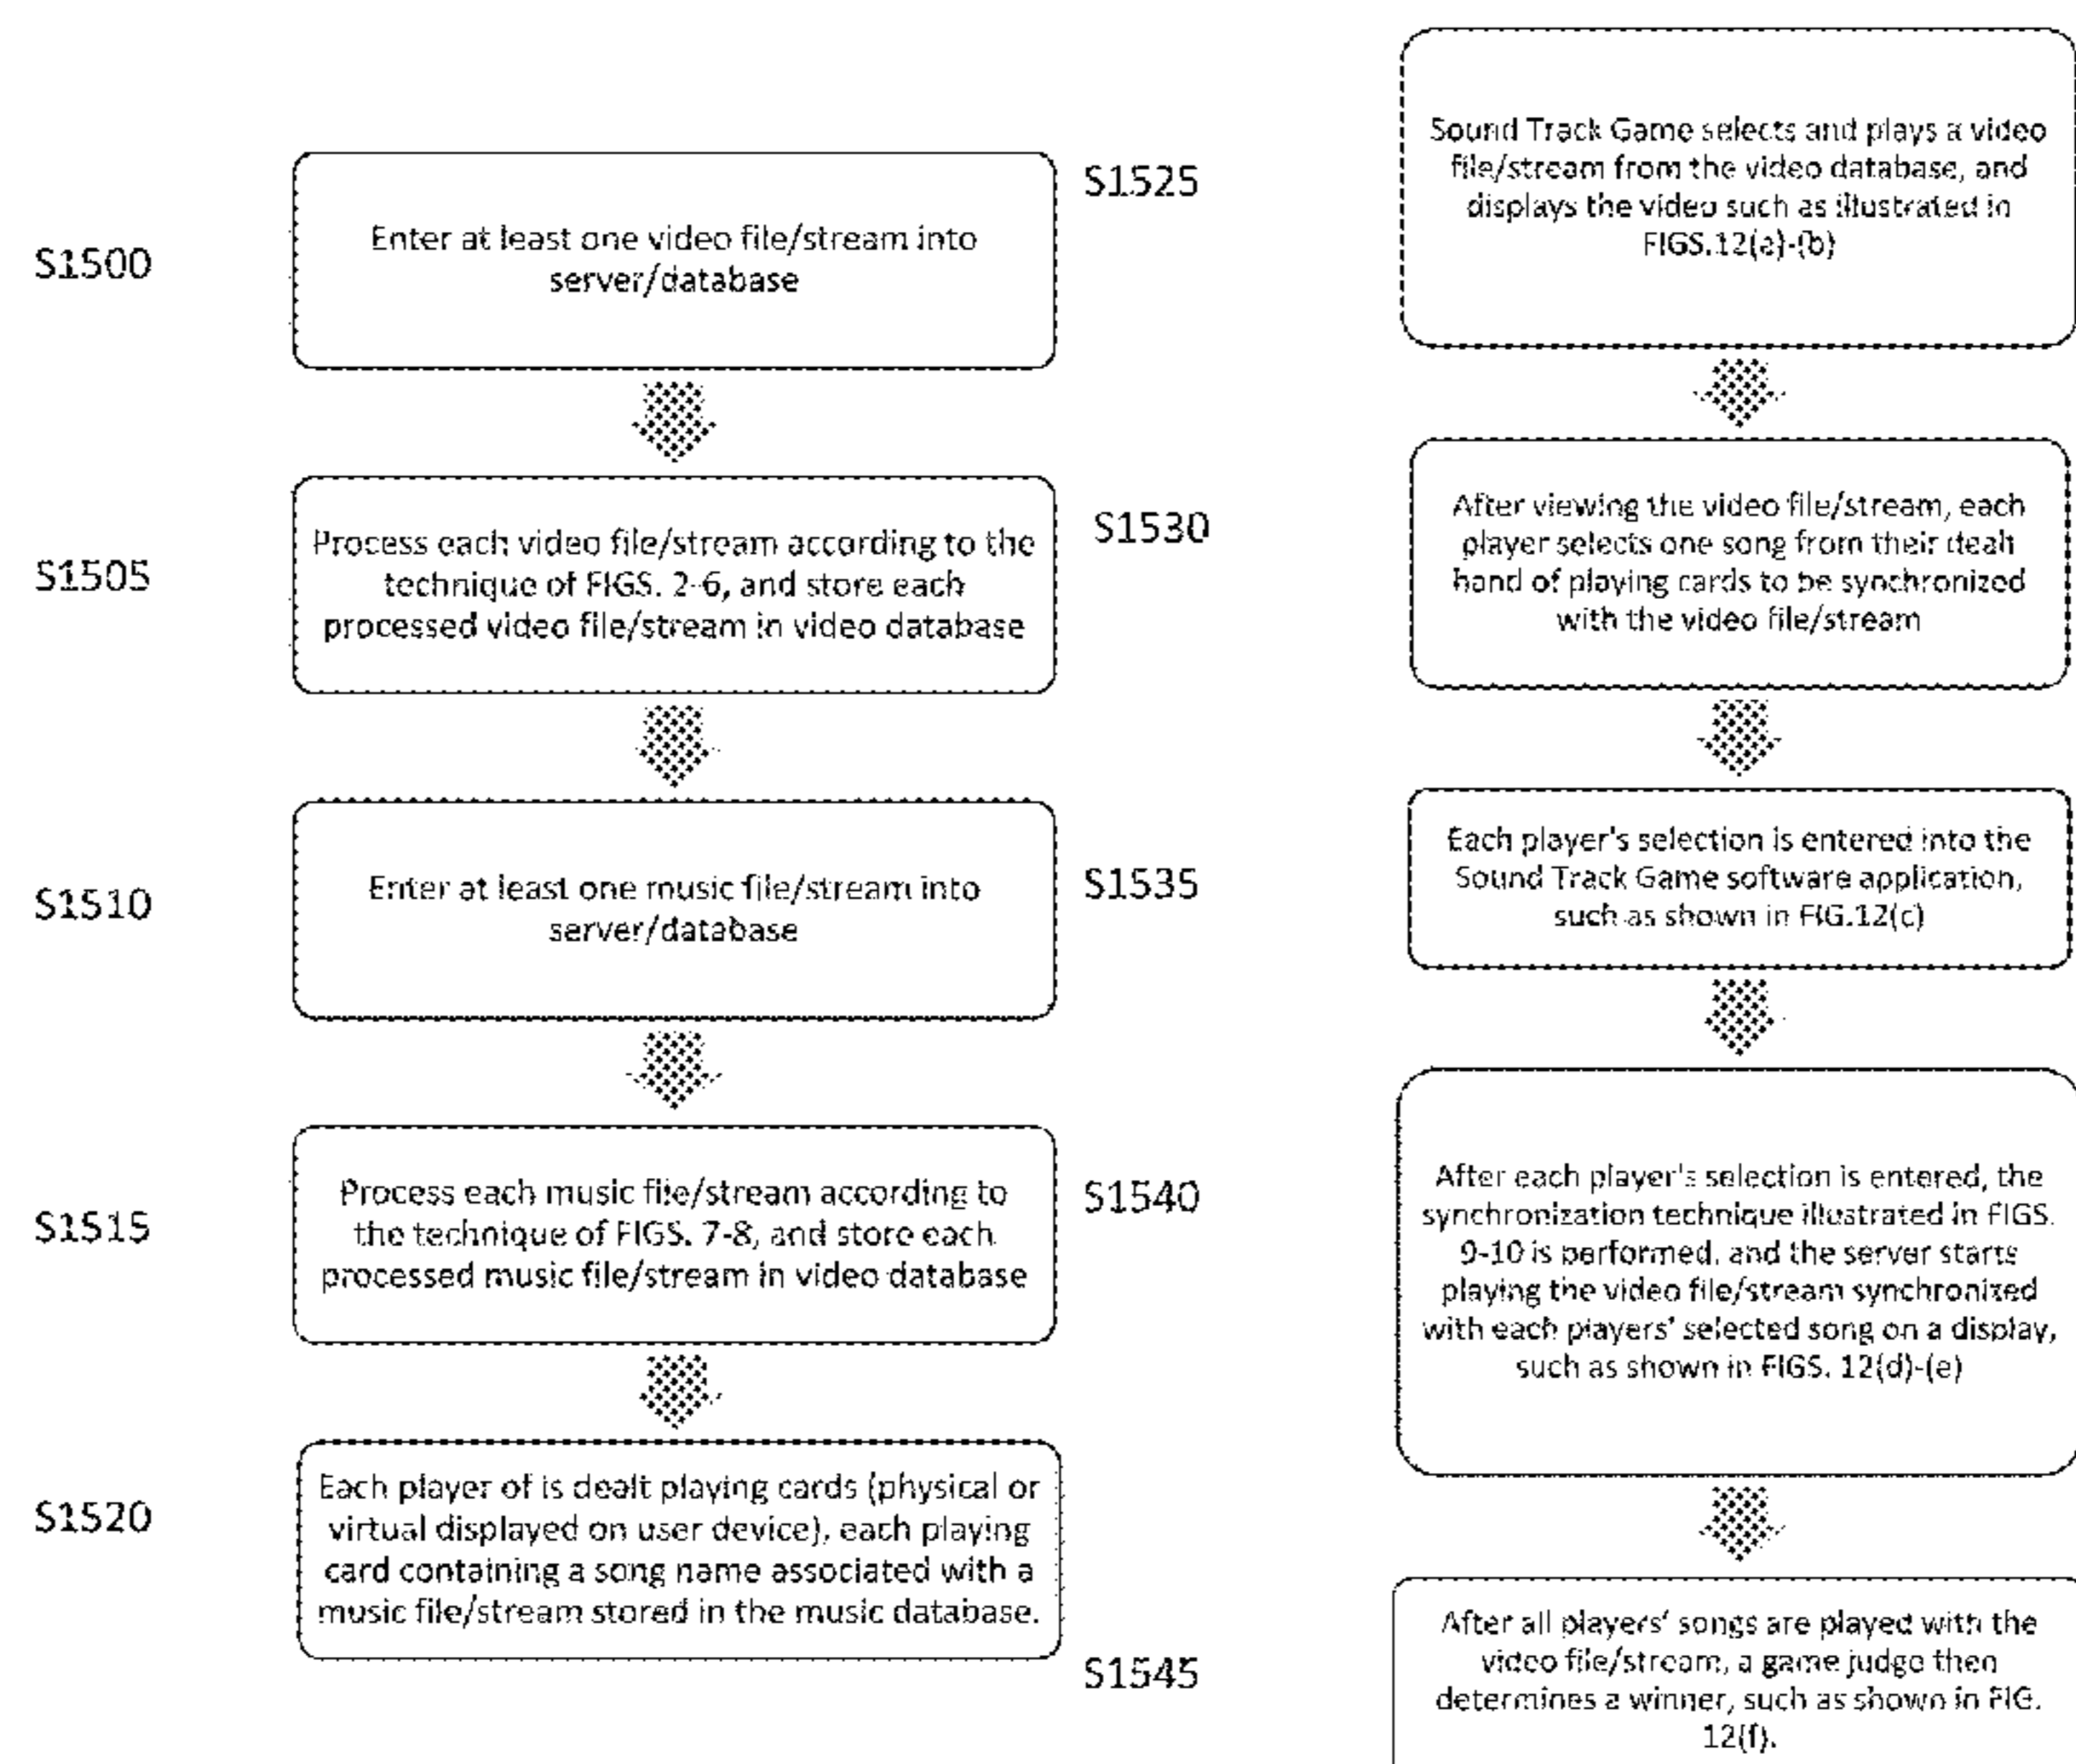 S1500
Enter at least one video file/stream into
server/database
S1505
Process each video file/stream according to the
technique of FIGS. 2-6, and store each
processed video file/stream in video database
S1510
Enter at least one music file/stream into
server/database
S1515
Process each music file/stream according to
the technique of FIGS. 7-8, and store each
processed music file/stream in video database
S1520
Each player of is dealt playing cards (physical or
virtual displayed on user device), each playing
card containing a song name associated with a
music file/stream stored in the music database.
S1525
Sound Track Game selects and plays a video
file/stream from the video database, and
displays the video such as illustrated in
FIGS.12(a)-(b)
S1530
After viewing the video file/stream, each
player selects one song from their dealt
hand of playing cards to be synchronized
with the video file/stream
S1535
Each player's selection is entered into the
Sound Track Game software application,
such as shown in FIG.12(c)
S1540
After each player's selection is entered, the
synchronization technique illustrated in FIGS.
9-10 is performed, and the server starts
playing the video file/stream synchronized
with each players' selected song on a display,
such as shown in FIGS. 12(d)-(e)
S1545
After all players' songs are played with the
video file/stream, a game judge then
determines a winner, such as shown in FIG.
12(f).